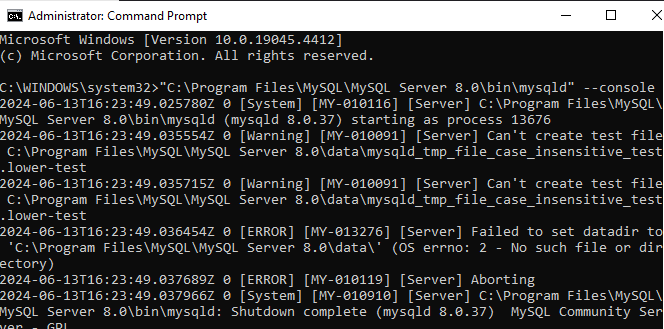 Administrator: Command Prompt
Microsoft Windows [Version 10.0.19045.4412]
(c) Microsoft Corporation. All rights reserved.
C:\WINDOWS\system32>"C:\Program Files\MySQL\MySQL Server 8.0\bin\mysqld" --console
2024-06-13T16:23:49.025780Z 0 [System] [MY-010116] [Server] C:\Program Files\MySQL\
MySQL Server 8.0\bin\mysqld (mysqld 8.0.37) starting as process 13676
2024-06-13T16:23:49.035554Z 0 [Warning] [MY-010091] [Server] Can't create test file
 C:\Program Files\MySQL\MySQL Server 8.0\data\mysqld_tmp_file_case_insensitive_test
.lower-test
2024-06-13T16:23:49.035715Z 0 [Warning] [MY-010091] [Server] Can't create test file
 C:\Program Files\MySQL\MySQL Server 8.0\data\mysqld_tmp_file_case_insensitive_test
.lower-test
2024-06-13T16:23:49.036454Z 0 [ERROR] [MY-013276] [Server] Failed to set datadir to
 'C:\Program Files\MySQL\MySQL Server 8.0\data\' (OS errno: 2 - No such file or dir
ectory)
2024-06-13T16:23:49.037689Z 0 [ERROR] [MY-010119] [Server] Aborting
2024-06-13T16:23:49.037966Z 0 [System] [MY-010910] [Server] C:\Program Files\MySQL\
MySQL Server 8.0\bin\mysqld: Shutdown complete (mysqld 8.0.37)  MySQL Community Ser
ver - GPL